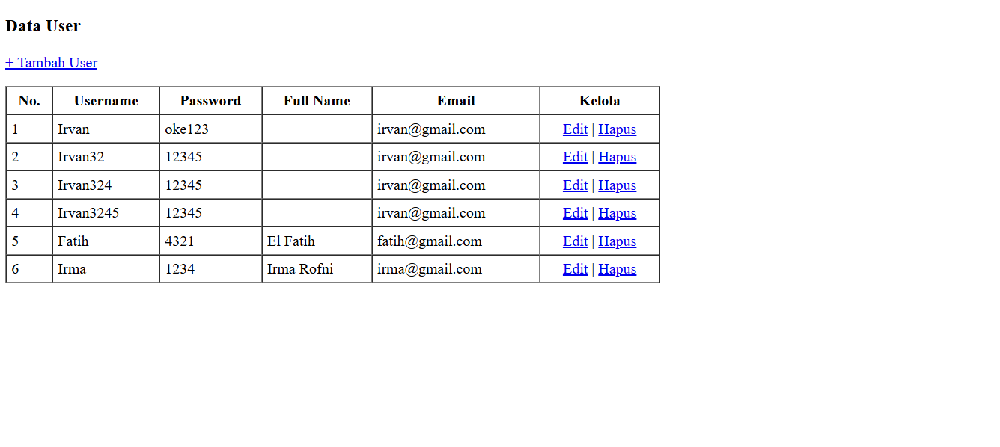 Data User
+ Tambah User
No. Username Password Full Name Email Kelola
1 Irvan oke123 irvan@gmail.com Edit | Hapus
2 Irvan32 12345 irvan@gmail.com Edit | Hapus
3 Irvan324 12345 irvan@gmail.com Edit | Hapus
4 Irvan3245 12345 irvan@gmail.com Edit | Hapus
5 Fatih 4321 El Fatih fatih@gmail.com Edit | Hapus
6 Irma 1234 Irma Rofni irma@gmail.com Edit | Hapus